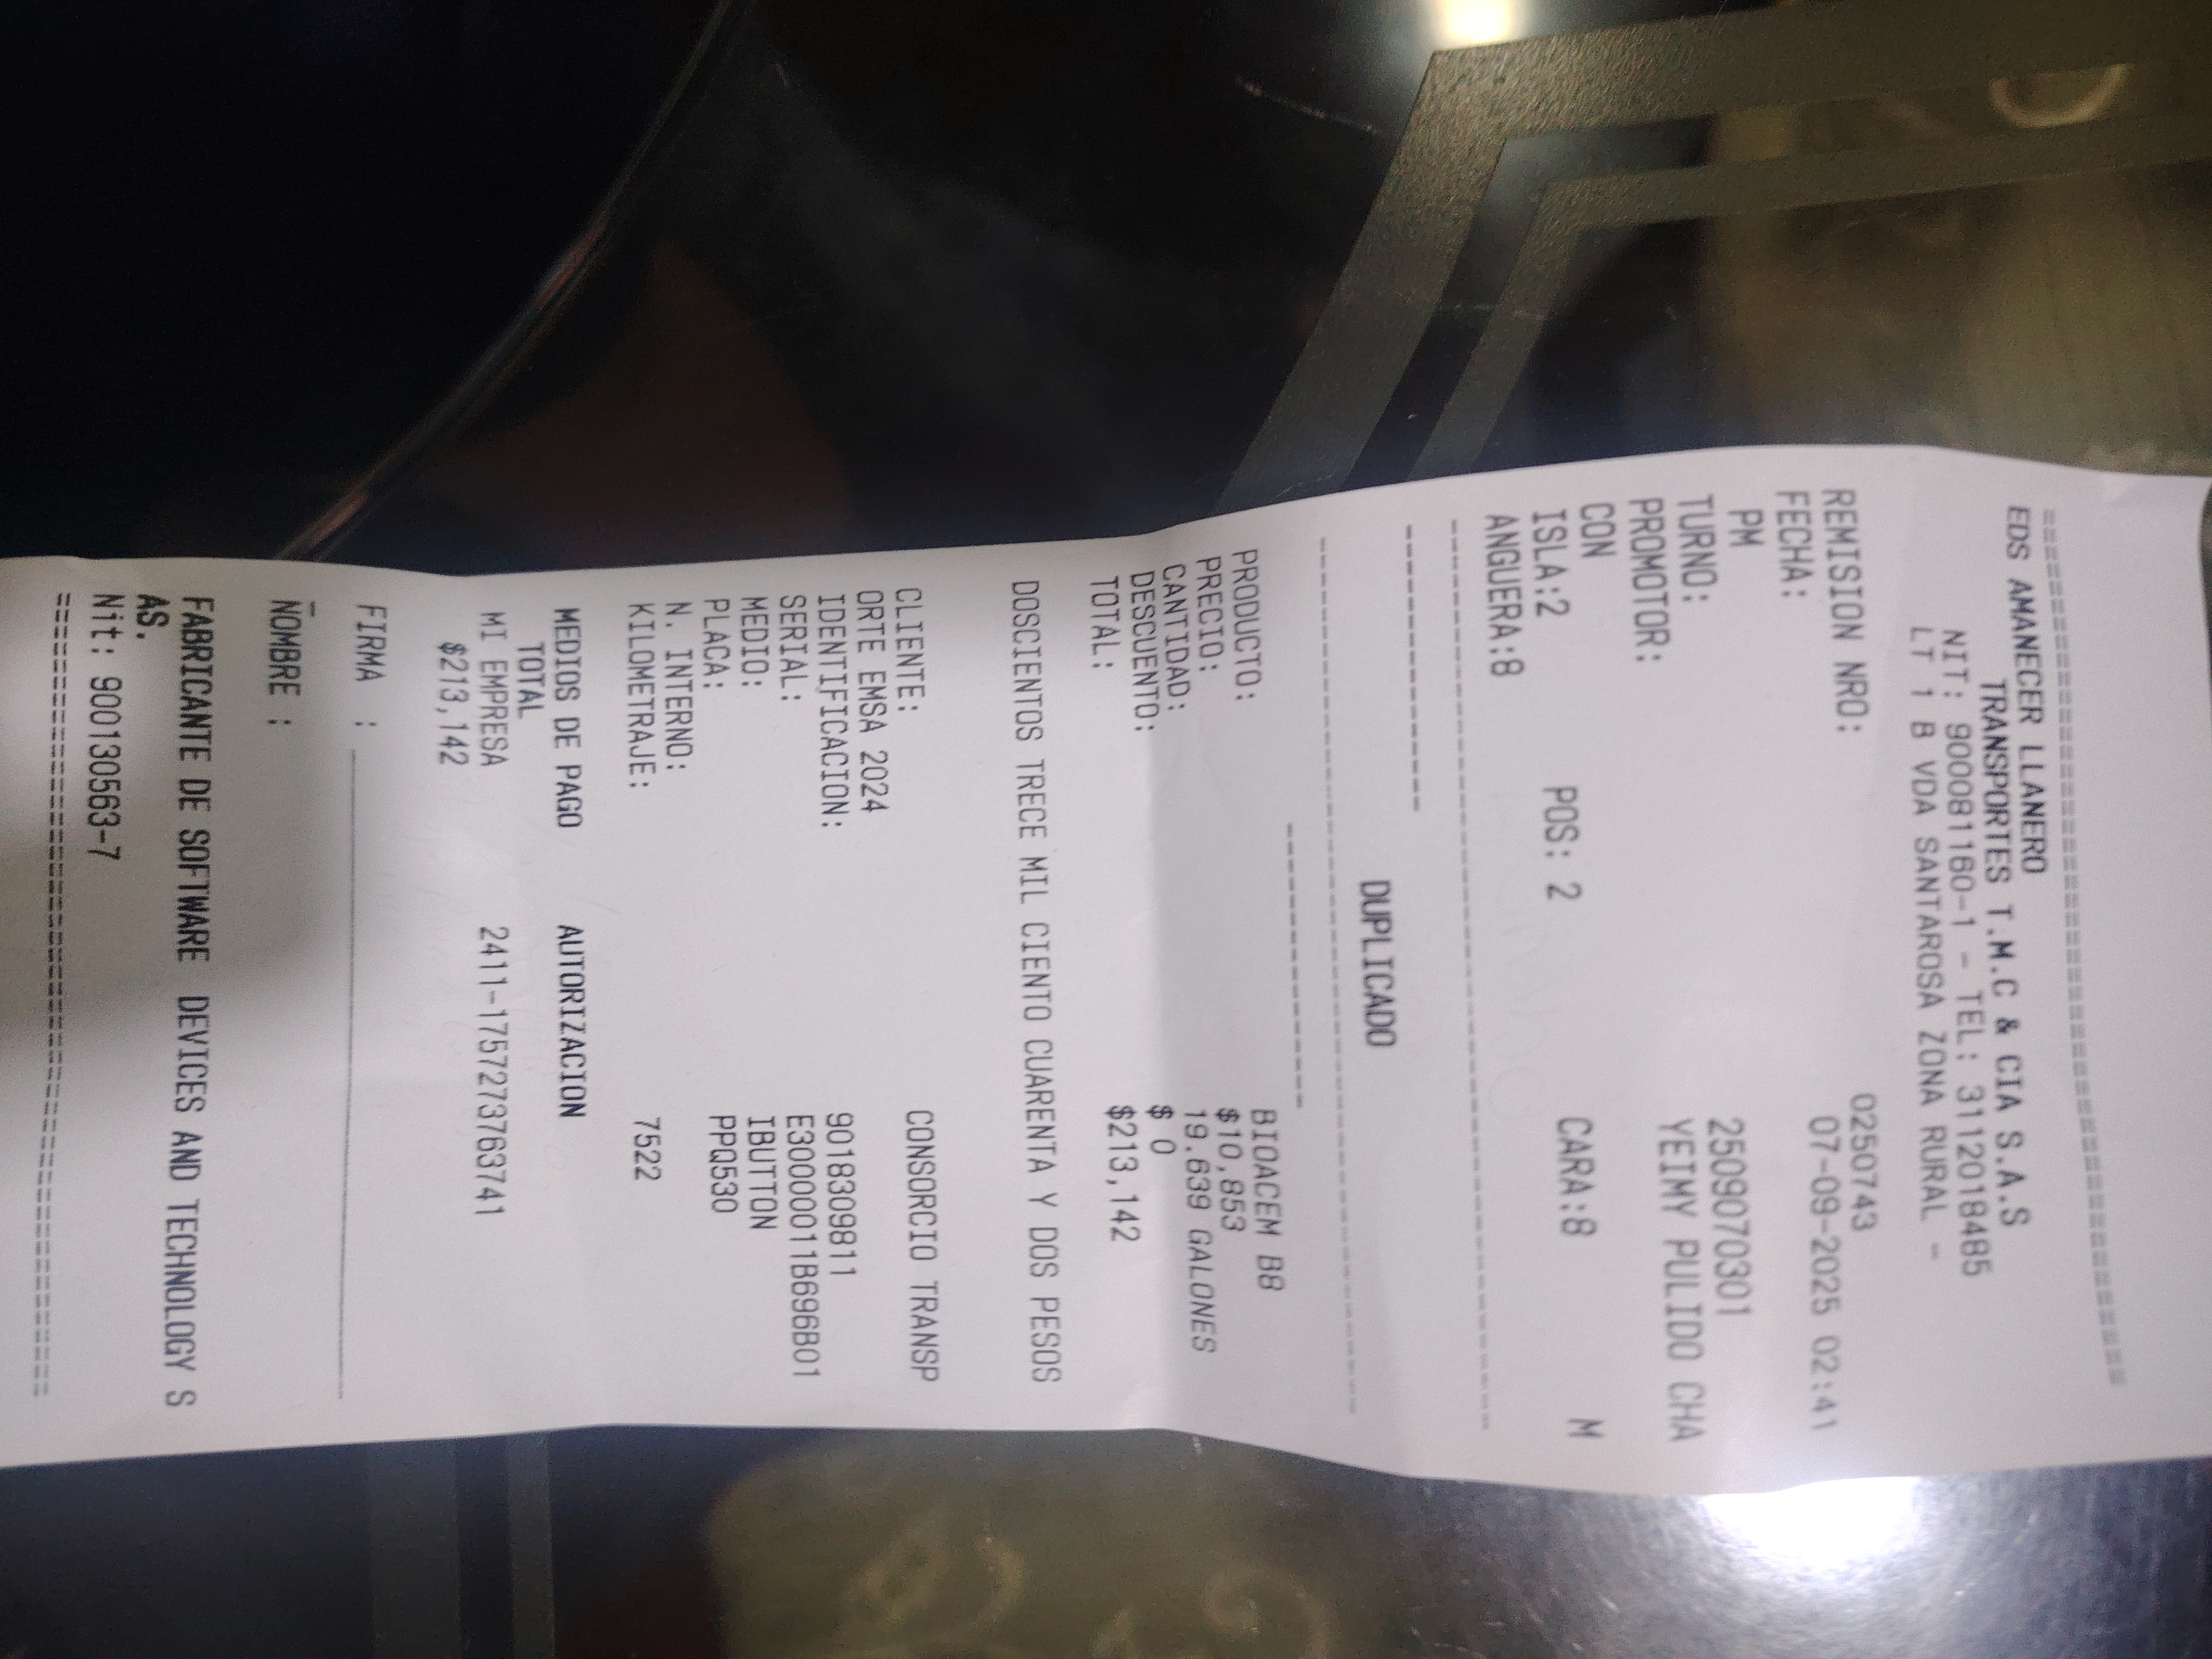 ================================
EDS AMANECER LLANERO
TRANSPORTES T.M.C & CIA S.A.S
NIT: 900081160-1 - TEL: 3112018485
LT 1 B VDA SANTAROSA ZONA RURAL -
REMISION NRO: 0250743
FECHA: 07-09-2025 02:41
PM
TURNO: 2509070301
PROMOTOR: YEIMY PULIDO CHA
CON
ISLA:2 POS: 2 CARA:8 M
ANGUERA:8
--------------------------------
----------
DUPLICADO
--------------------------------
----------
PRODUCTO: BIOACEM B8
PRECIO: $10,853
CANTIDAD: 19.639 GALONES
DESCUENTO: $ 0
TOTAL: $213,142
DOSCIENTOS TRECE MIL CIENTO CUARENTA Y DOS PESOS
CLIENTE: CONSORCIO TRANSP
ORTE EMSA 2024
IDENTIFICACION: 9018309811
SERIAL: E30000011B696B01
MEDIO: IBUTTON
PLACA: PPQ530
N. INTERNO:
KILOMETRAJE: 7522
MEDIOS DE PAGO AUTORIZACION
TOTAL
MI EMPRESA 2411-1757273763741
$213,142
FIRMA : ______________________
_
NOMBRE :
FABRICANTE DE SOFTWARE DEVICES AND TECHNOLOGY S
AS.
Nit: 900130563-7
================================